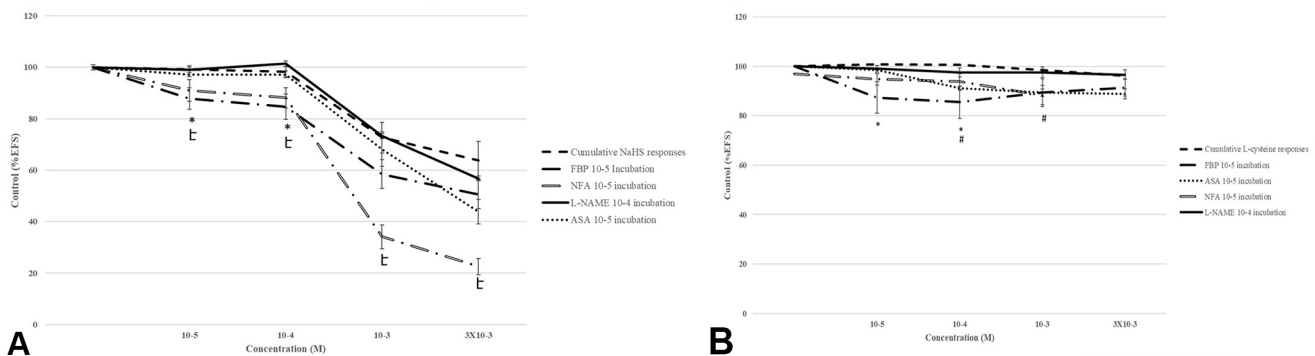 120
100
80
60
40
20
0
Control (%EFS)
10-5
10-4
10-3
3X10-3
Concentration (M)
*
*
Cumulative NaHS responses
FBP 10-5 Incubation
NFA 10-5 incubation
L-NAME 10-4 incubation
ASA 10-5 incubation
A
120
100
80
60
40
20
0
Control (%EFS)
10-5
10-4
10-3
3X10-3
Concentration (M)
*
*
#
#
Cumulative L-cysteine responses
FBP 10-5 incubation
ASA 10-5 incubation
NFA 10-5 incubation
L-NAME 10-4 incubation
B